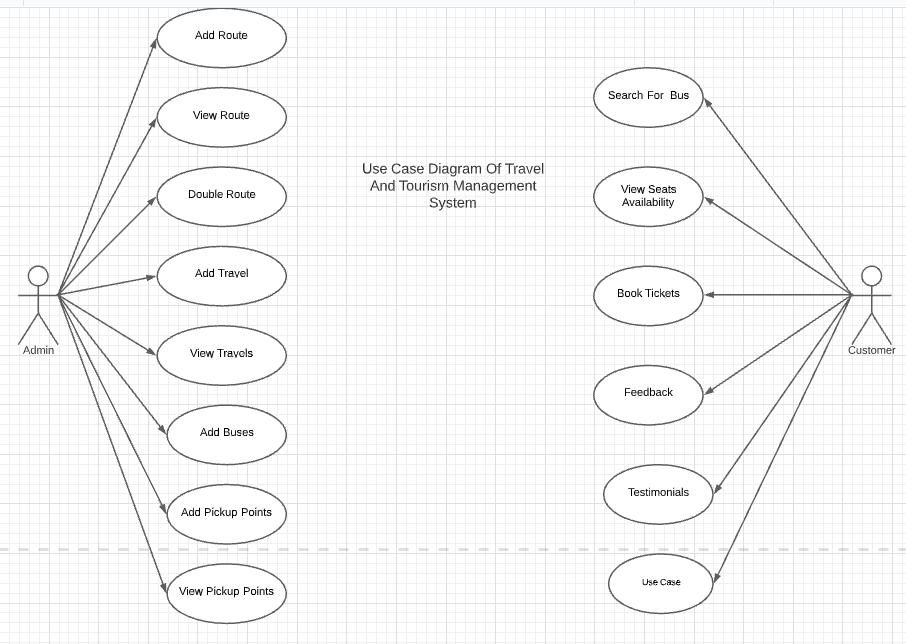 Add Route
View Route
Double Route
Add Travel
View Travels
Add Buses
Add Pickup Points
View Pickup Points
Admin
Use Case Diagram Of Travel
And Tourism Management
System
Search For  Bus
View Seats
Availability
Book Tickets
Feedback
Testimonials
Use Case
Customer